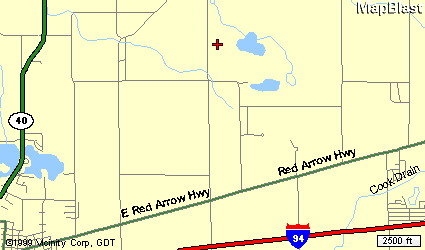 MapBlast
40
Red Arrow Hwy
Cook Drain
E Red Arrow Hwy
94
©1999 Vicinity Corp, GDT
2500 ft